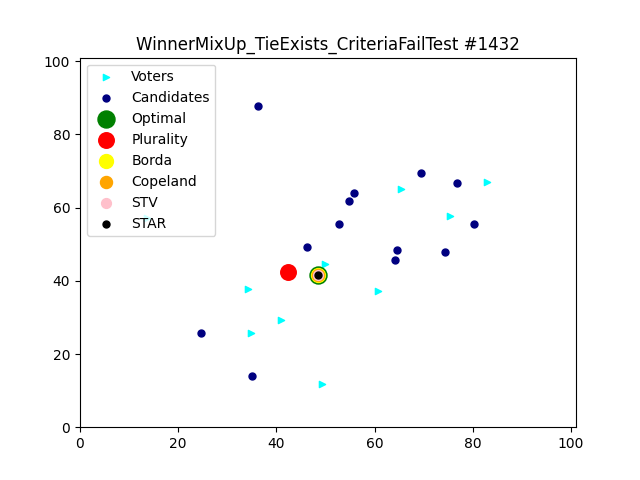 WinnerMixUp_TieExists_CriteriaFailTest #1432
100
80
60
40
20
0
0 20 40 60 80 100
Voters
Candidates
Optimal
Plurality
Borda
Copeland
STV
STAR